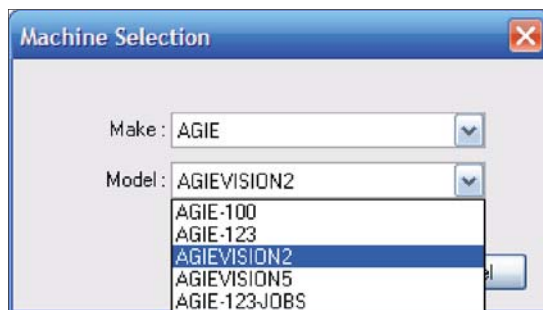 Machine Selection
Make : AGIE
Model : AGIEVISION2
AGIE-100
AGIE-123
AGIEVISION2
AGIEVISION5
AGIE-123-JOBS